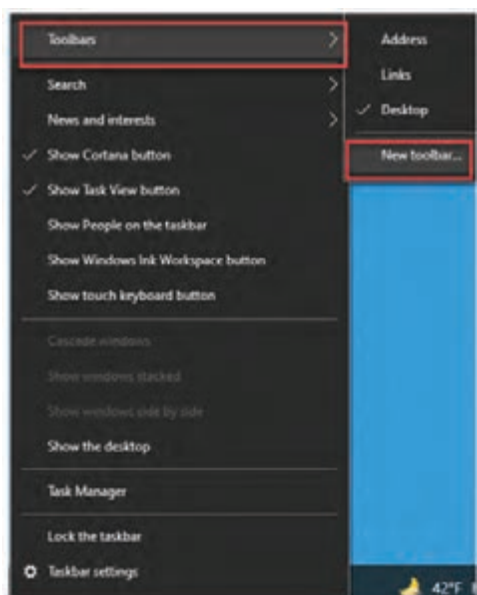 Toolbars
Search
News and interests
Show Cortana button
Show Task View button
Show People on the taskbar
Show Windows Ink Workspace button
Show touch keyboard button
Cascade windows
Show windows stacked
Show windows side by side
Show the desktop
Task Manager
Lock the taskbar
Taskbar settings
Address
Links
Desktop
New toolbar...
42°F